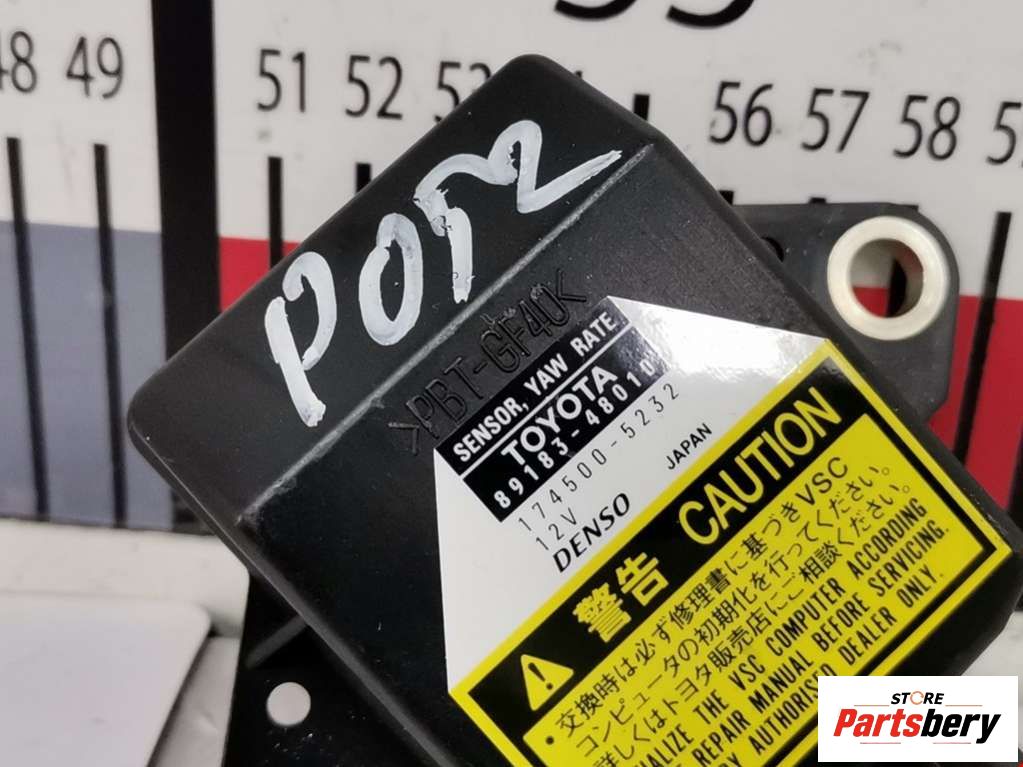 48 49 51 52 53 56 57 58
>PBT-GF40<
SENSOR, YAW RATE
TOYOTA
89183-48010
174500-5232
12V
DENSO
JAPAN
警告 CAUTION
交換時は必ず修理書に基づきVSC
コンピュータの初期化を行ってください。
詳しくはトヨタ販売店にご相談ください。
THE VSC COMPUTER ACCORDING
REPAIR MANUAL BEFORE SERVICING.
AUTHORISED DEALER ONLY.
STORE
Partsbery